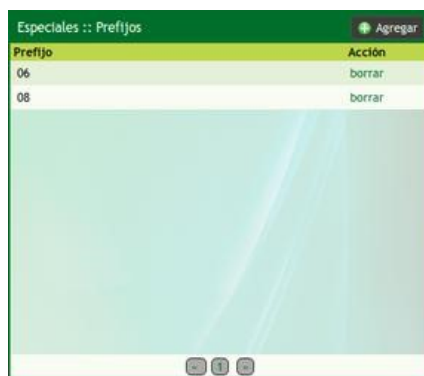 Especiales :: Prefijos Agregar
Prefijo Acción
06 borrar
08 borrar
« 1 »